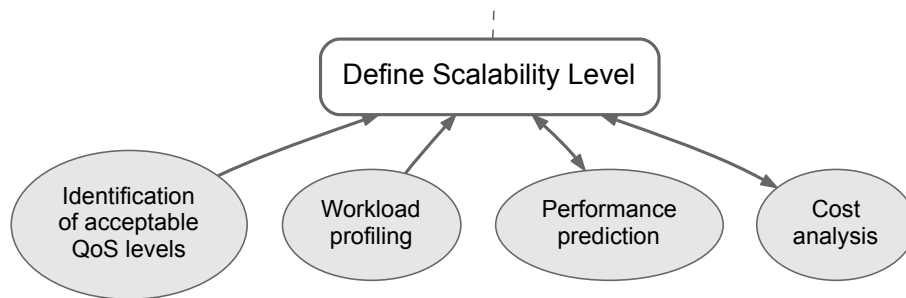 Define Scalability Level
Identification
of acceptable
QoS levels
Workload
profiling
Performance
prediction
Cost
analysis